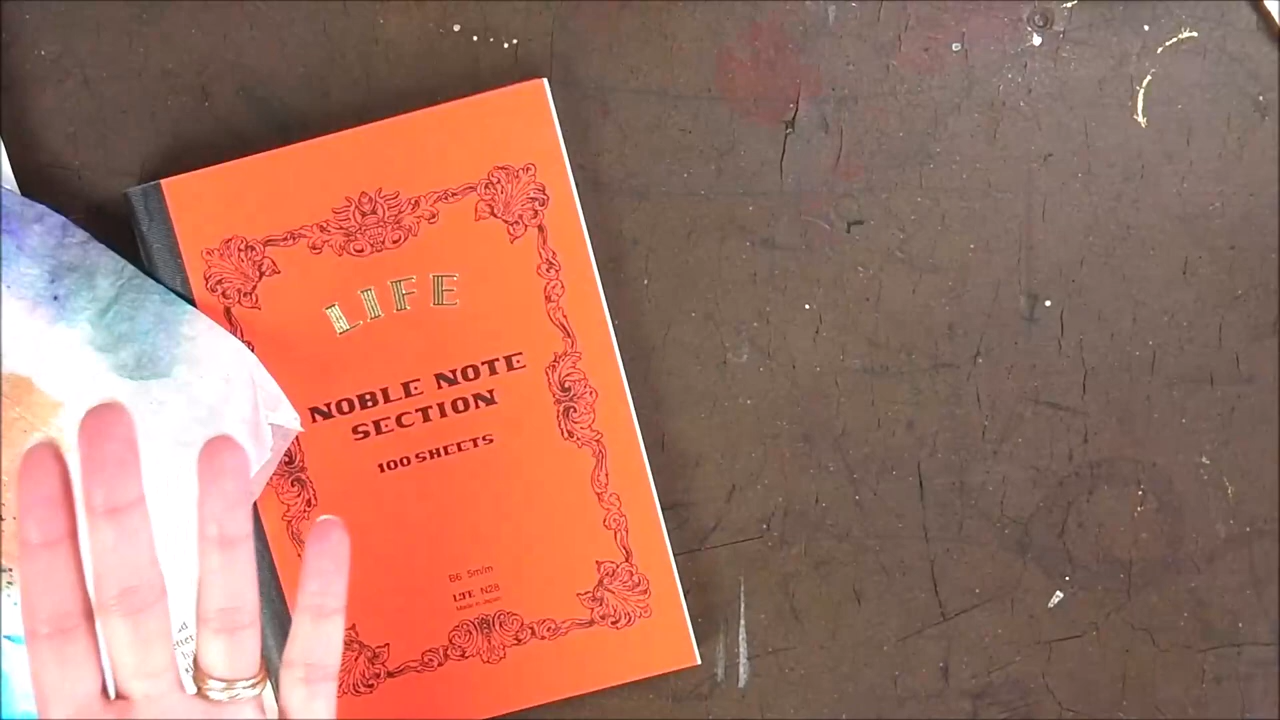 LIFE
NOBLE NOTE
SECTION
100 SHEETS
B6 5m/m
LIFE N28
Made in Japan